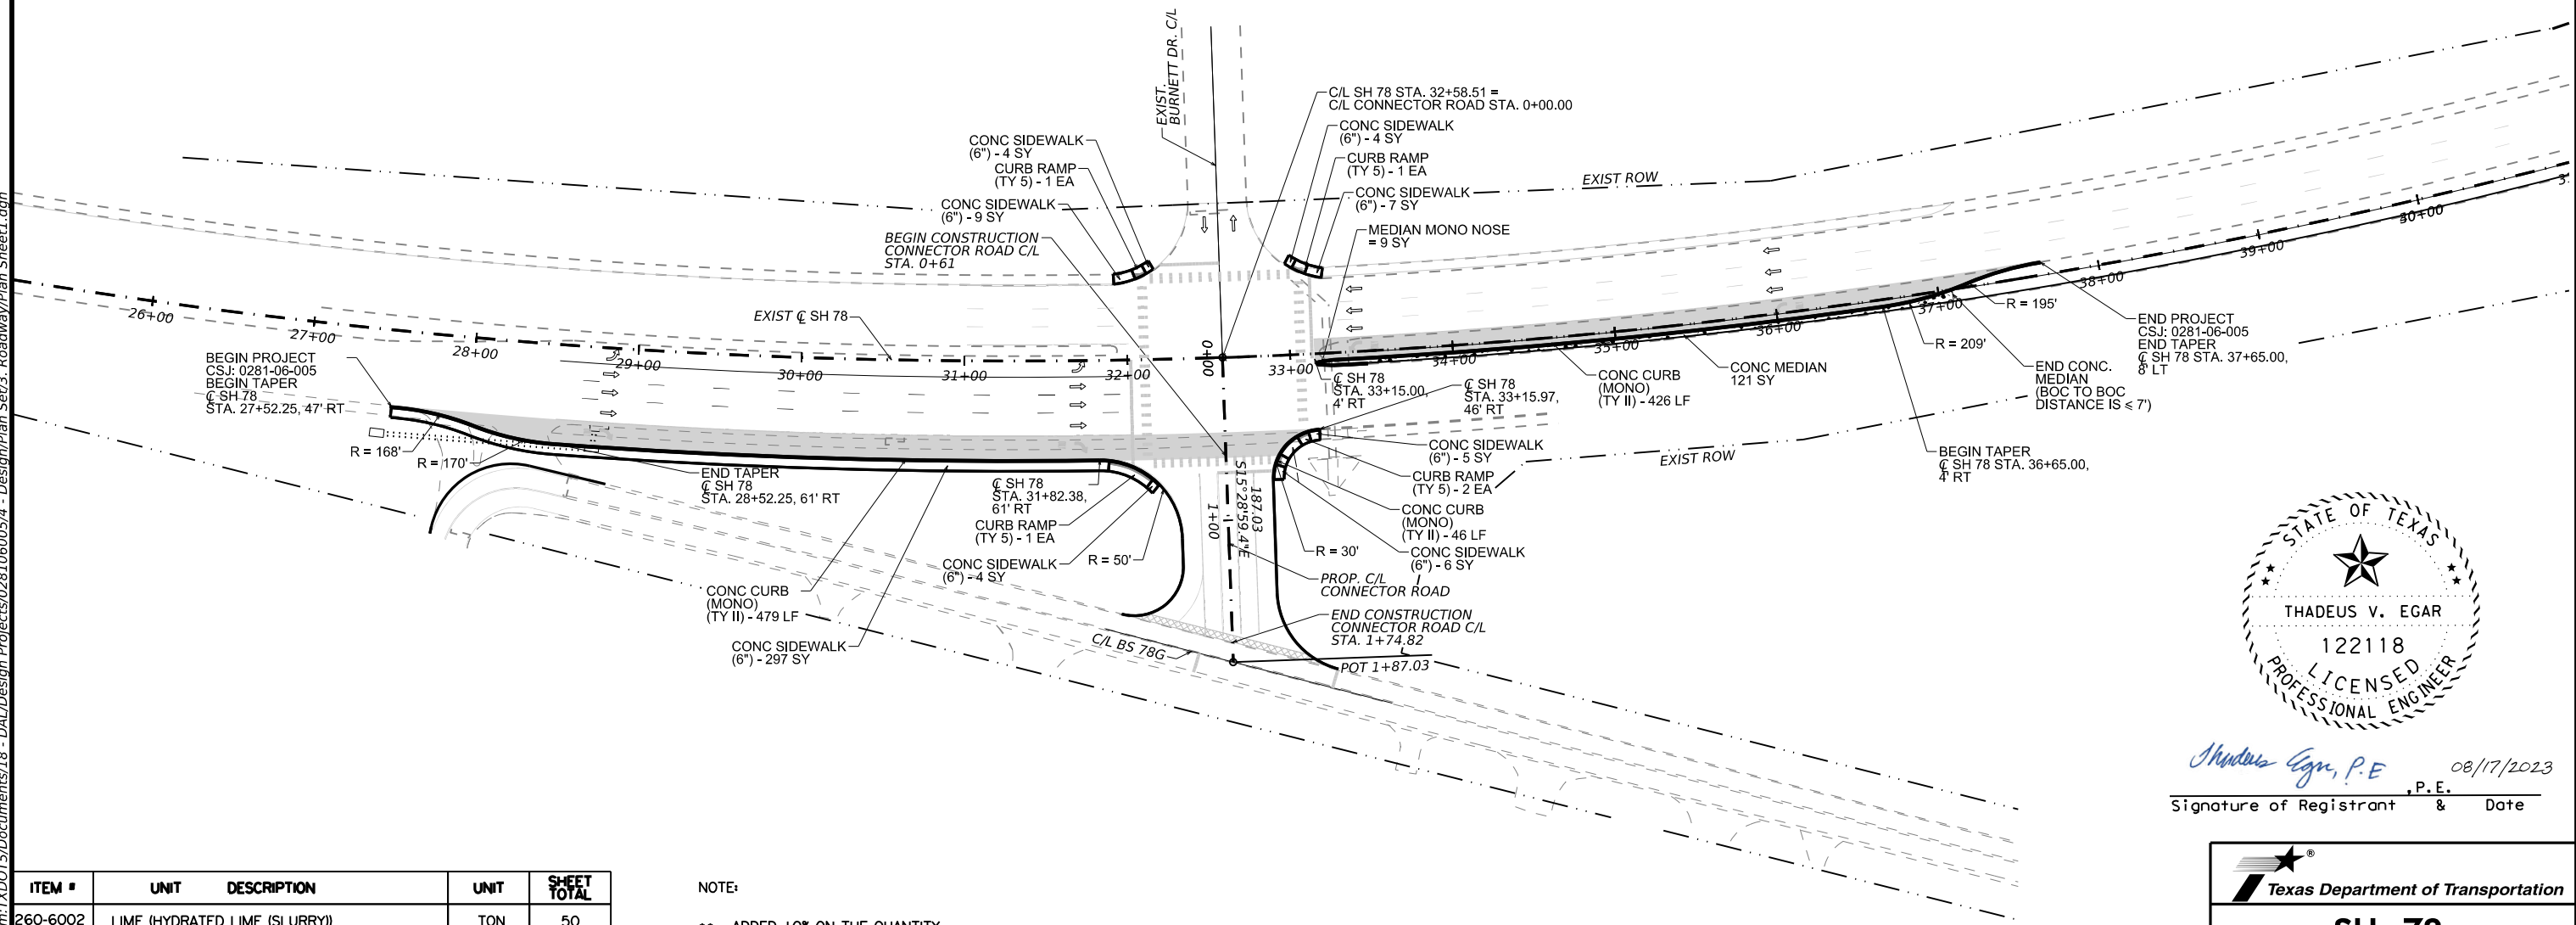 EXIST.
BURNETT DR. C/L
C/L SH 78 STA. 32+58.51 =
C/L CONNECTOR ROAD STA. 0+00.00
CONC SIDEWALK
(6") - 4 SY
CURB RAMP
(TY 5) - 1 EA
CONC SIDEWALK
(6") - 9 SY
BEGIN CONSTRUCTION
CONNECTOR ROAD C/L
STA. 0+61
CONC SIDEWALK
(6") - 4 SY
CURB RAMP
(TY 5) - 1 EA
CONC SIDEWALK
(6") - 7 SY
MEDIAN MONO NOSE
= 9 SY
EXIST ROW
EXIST ℄ SH 78
26+00
27+00
28+00
29+00
30+00
31+00
32+00
0+00
33+00
34+00
35+00
36+00
37+00
38+00
39+00
40+00
BEGIN PROJECT
CSJ: 0281-06-005
BEGIN TAPER
℄ SH 78
STA. 27+52.25, 47' RT
R = 168'
R = 170'
END TAPER
℄ SH 78
STA. 28+52.25, 61' RT
℄ SH 78
STA. 31+82.38,
61' RT
CURB RAMP
(TY 5) - 1 EA
CONC SIDEWALK
(6") - 4 SY
R = 50'
CONC CURB
(MONO)
(TY II) - 479 LF
CONC SIDEWALK
(6") - 297 SY
℄ SH 78
STA. 33+15.00,
4' RT
℄ SH 78
STA. 33+15.97,
46' RT
CONC CURB
(MONO)
(TY II) - 426 LF
CONC MEDIAN
121 SY
R = 195'
R = 209'
END PROJECT
CSJ: 0281-06-005
END TAPER
℄ SH 78 STA. 37+65.00,
8' LT
END CONC.
MEDIAN
(BOC TO BOC
DISTANCE IS ≤ 7')
BEGIN TAPER
℄ SH 78 STA. 36+65.00,
4' RT
EXIST ROW
CONC SIDEWALK
(6") - 5 SY
CURB RAMP
(TY 5) - 2 EA
CONC CURB
(MONO)
(TY II) - 46 LF
CONC SIDEWALK
(6") - 6 SY
R = 30'
187.03
S15°28'59.4"E
1+00
PROP. C/L
CONNECTOR ROAD
END CONSTRUCTION
CONNECTOR ROAD C/L
STA. 1+74.82
POT 1+87.03
C/L BS 78G
STATE OF TEXAS
THADEUS V. EGAR
122118
LICENSED
PROFESSIONAL ENGINEER
Thadeus Egar, P.E 08/17/2023
, P.E.
Signature of Registrant & Date
ITEM # UNIT DESCRIPTION UNIT SHEET TOTAL
260-6002 LIME (HYDRATED LIME (SLURRY)) TON 50
NOTE:
ADDED 10% ON THE QUANTITY
®
Texas Department of Transportation
SH 78